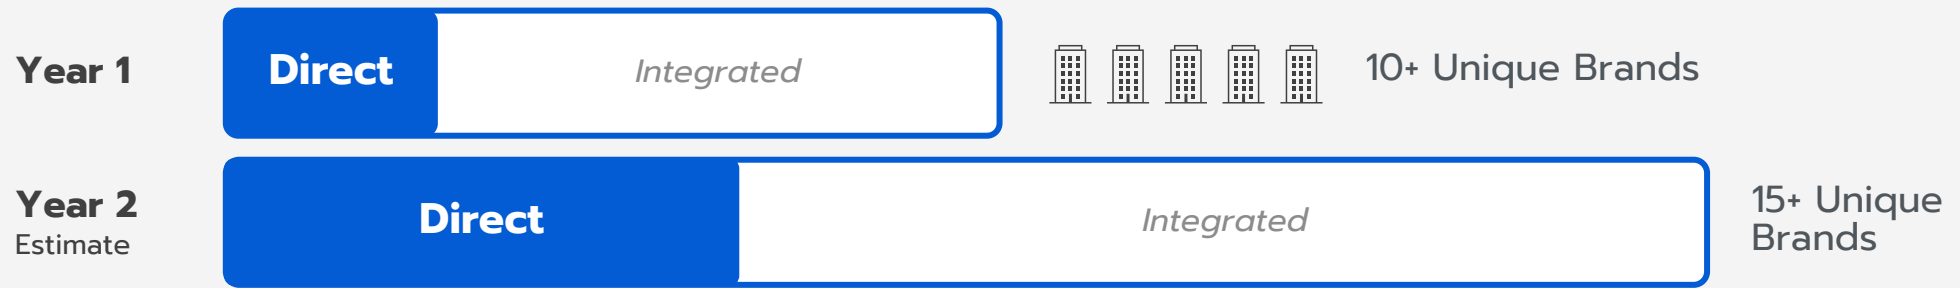 Year 1
Direct
Integrated
10+ Unique Brands
Year 2
Estimate
Direct
Integrated
15+ Unique
Brands